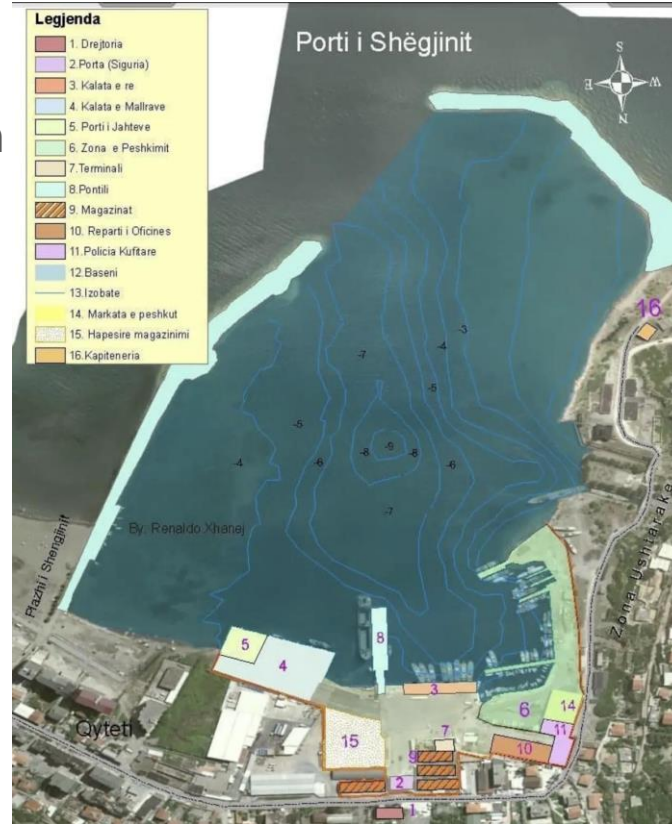 Legjenda
1. Drejtoria
2.Porta (Siguria)
3. Kalata e re
4. Kalata e Mallrave
5. Porti i Jahteve
6. Zona e Peshkimit
7.Terminali
8.Pontili
9. Magazinat
10. Reparti i Oficines
11.Policia Kufitare
12.Baseni
13.Izobate
14. Markata e peshkut
15. Hapesire magazinimi
16.Kapiteneria
Porti i Shëgjinit
S
E
W
N
16
-3
-4
-7
-5
-5
-4
-6
-8
-9
-8
-6
-7
By. Renaldo Xhanej
Plazhi i Shengjinit
Zona Ushtarake
5
4
8
3
6
14
11
10
7
9
15
2
1
Qyteti